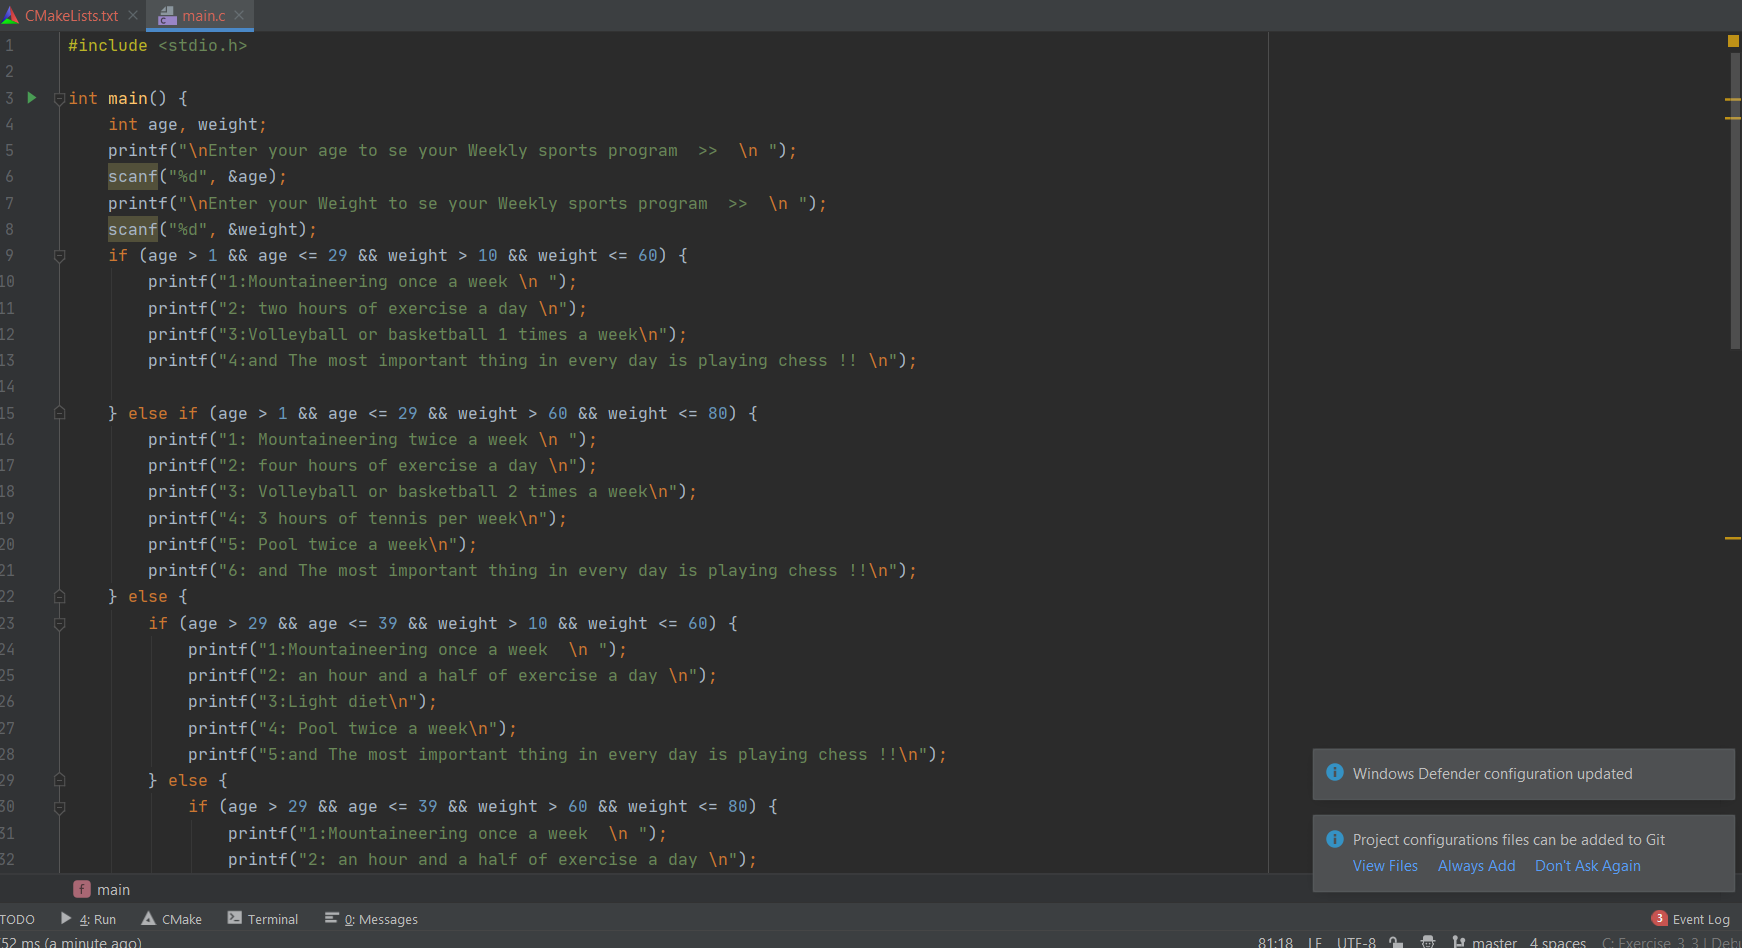 CMakeLists.txt main.c
1 #include <stdio.h>
2
3 int main() {
4 int age, weight;
5 printf("\nEnter your age to se your Weekly sports program  >>  \n ");
6 scanf("%d", &age);
7 printf("\nEnter your Weight to se your Weekly sports program  >>  \n ");
8 scanf("%d", &weight);
9 if (age > 1 && age <= 29 && weight > 10 && weight <= 60) {
10 printf("1:Mountaineering once a week \n ");
11 printf("2: two hours of exercise a day \n");
12 printf("3:Volleyball or basketball 1 times a week\n");
13 printf("4:and The most important thing in every day is playing chess !! \n");
14
15 } else if (age > 1 && age <= 29 && weight > 60 && weight <= 80) {
16 printf("1: Mountaineering twice a week \n ");
17 printf("2: four hours of exercise a day \n");
18 printf("3: Volleyball or basketball 2 times a week\n");
19 printf("4: 3 hours of tennis per week\n");
20 printf("5: Pool twice a week\n");
21 printf("6: and The most important thing in every day is playing chess !!\n");
22 } else {
23 if (age > 29 && age <= 39 && weight > 10 && weight <= 60) {
24 printf("1:Mountaineering once a week  \n ");
25 printf("2: an hour and a half of exercise a day \n");
26 printf("3:Light diet\n");
27 printf("4: Pool twice a week\n");
28 printf("5:and The most important thing in every day is playing chess !!\n");
29 } else {
30 if (age > 29 && age <= 39 && weight > 60 && weight <= 80) {
31 printf("1:Mountaineering once a week  \n ");
32 printf("2: an hour and a half of exercise a day \n");
Windows Defender configuration updated
Project configurations files can be added to Git
View Files Always Add Don't Ask Again
f main
TODO 4: Run CMake Terminal 0: Messages 3 Event Log
52 ms (a minute ago) 81:18 LF UTF-8 master 4 spaces C: Exercise_3_3 |